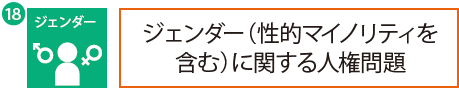 18
ジェンダー
ジェンダー（性的マイノリティを
含む）に関する人権問題